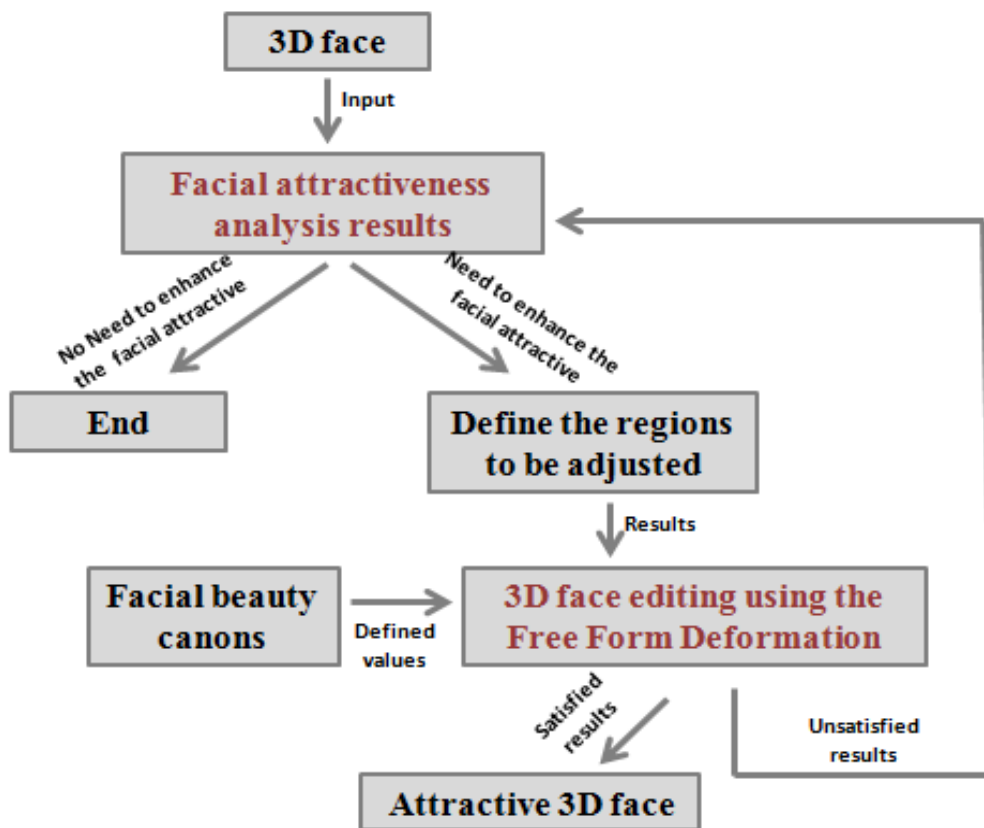 3D face
Input
Facial attractiveness
analysis results
No Need to enhance
the facial attractive
Need to enhance the
facial attractive
End
Define the regions
to be adjusted
Results
Facial beauty
canons
Defined
values
3D face editing using the
Free Form Deformation
Satisfied
results
Unsatisfied
results
Attractive 3D face